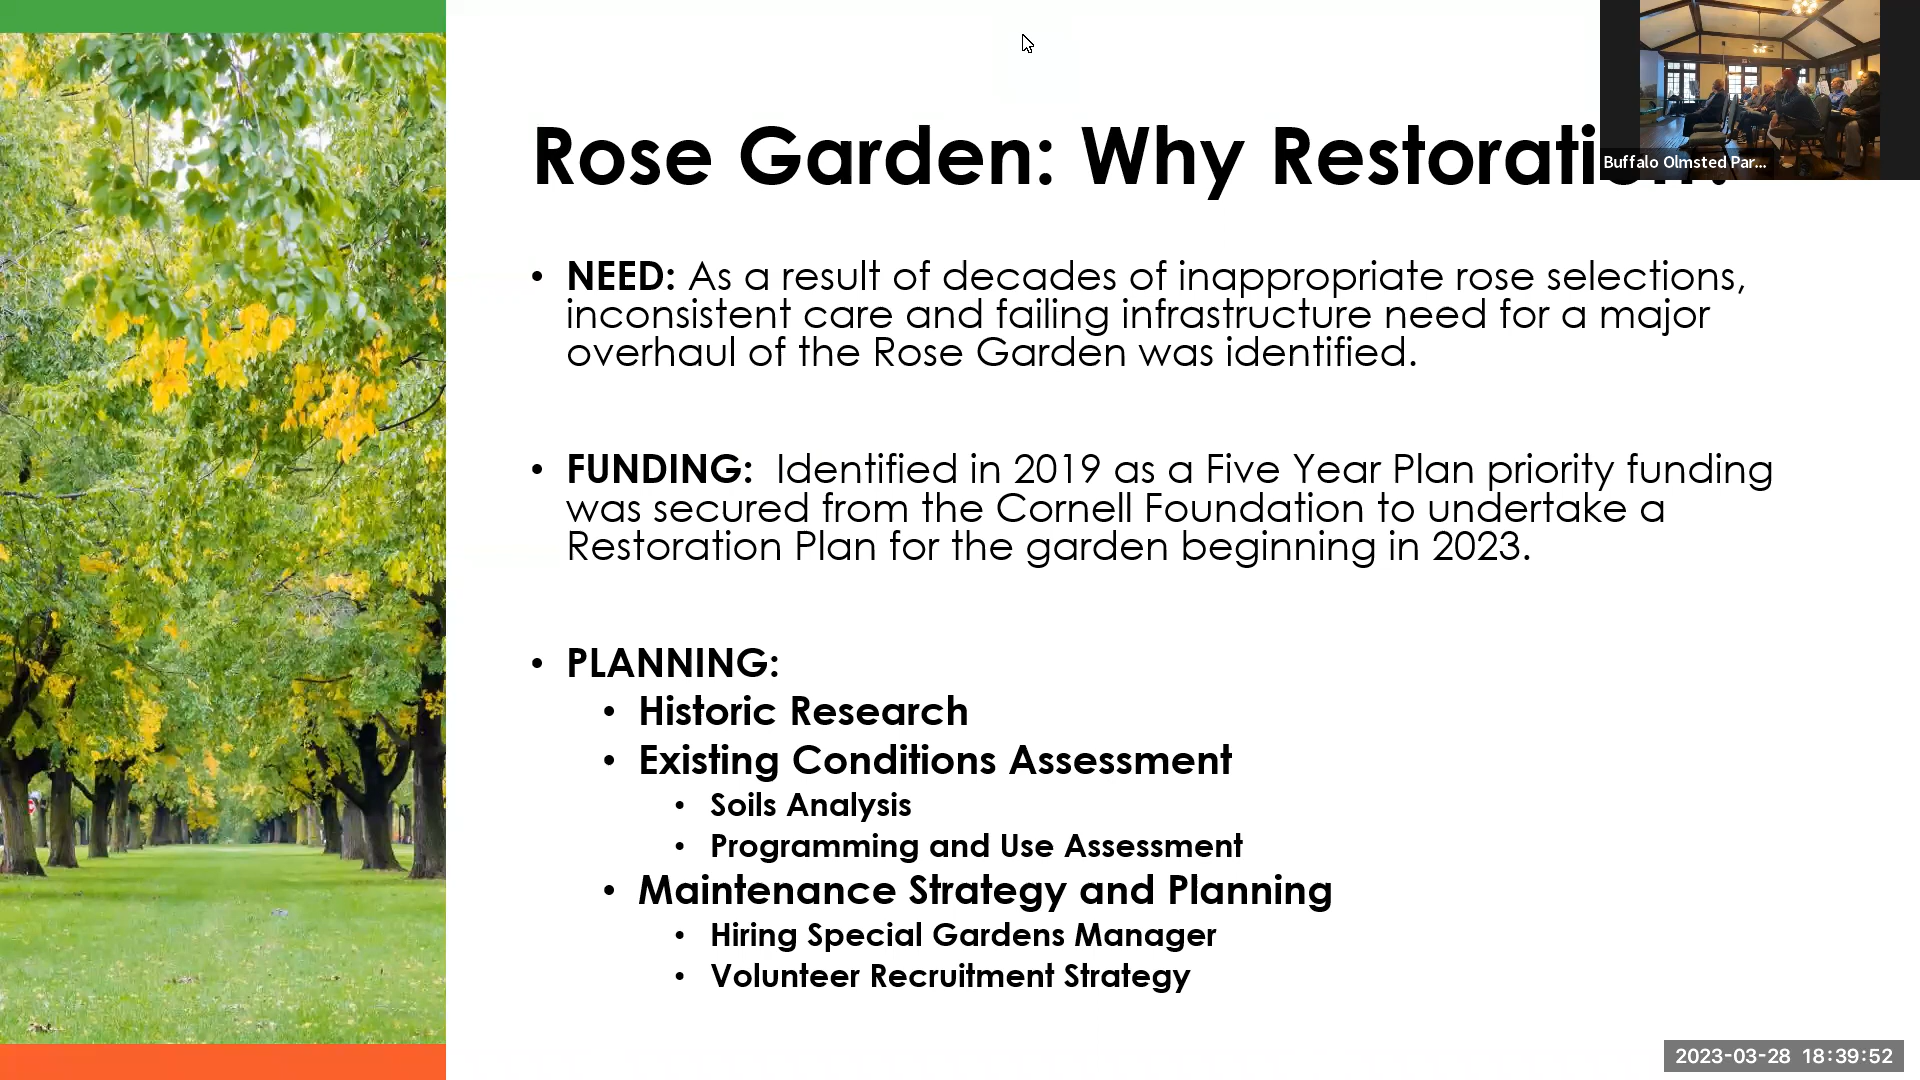 Rose Garden: Why Restorati
Buffalo Olmsted Par...
• NEED: As a result of decades of inappropriate rose selections,
inconsistent care and failing infrastructure need for a major
overhaul of the Rose Garden was identified.
• FUNDING: Identified in 2019 as a Five Year Plan priority funding
was secured from the Cornell Foundation to undertake a
Restoration Plan for the garden beginning in 2023.
• PLANNING:
• Historic Research
• Existing Conditions Assessment
• Soils Analysis
• Programming and Use Assessment
• Maintenance Strategy and Planning
• Hiring Special Gardens Manager
• Volunteer Recruitment Strategy
2023-03-28 18:39:52